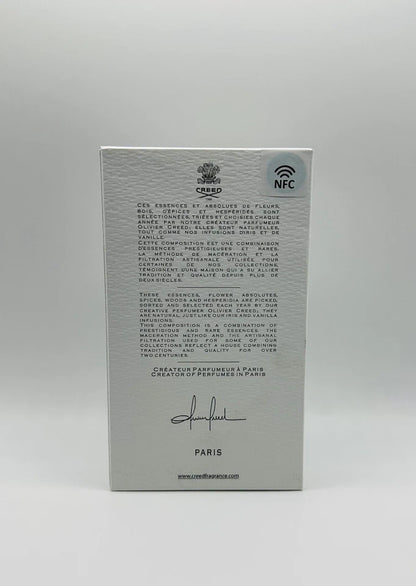 CREED
NFC
CES ESSENCES ET ABSOLUES DE FLEURS,
BOIS, D'ÉPICES ET HESPÉRIDÉS SONT
SÉLECTIONNÉES, TRIÉES ET CHOISIES CHAQUE
ANNÉE PAR NOTRE CRÉATEUR PARFUMEUR
OLIVIER CREED: ELLES SONT NATURELLES,
TOUT COMME NOS INFUSIONS D'IRIS ET DE
VANILLE.
CETTE COMPOSITION EST UNE COMBINAISON
D'ESSENCES PRESTIGIEUSES ET RARES.
LA MÉTHODE DE MACÉRATION ET LA
FILTRATION ARTISANALE UTILISÉE POUR
CERTAINES DE NOS COLLECTIONS,
TÉMOIGNENT D'UNE MAISON QUI A SU ALLIER
TRADITION ET QUALITÉ DEPUIS PLUS DE
DEUX SIÈCLES.
THESE ESSENCES, FLOWER ABSOLUTES,
SPICES, WOODS AND HESPERIDIA ARE PICKED,
SORTED AND SELECTED EACH YEAR BY OUR
CREATIVE PERFUMER OLIVIER CREED, THEY
ARE NATURAL, JUST LIKE OUR IRIS AND VANILLA
INFUSIONS.
THIS COMPOSITION IS A COMBINATION OF
PRESTIGIOUS AND RARE ESSENCES. THE
MACERATION METHOD AND THE ARTISANAL
FILTRATION USED FOR SOME OF OUR
COLLECTIONS REFLECT A HOUSE COMBINING
TRADITION AND QUALITY FOR OVER
TWO CENTURIES.
CRÉATEUR PARFUMEUR À PARIS
CREATOR OF PERFUMES IN PARIS
PARIS
www.creedfragrance.com